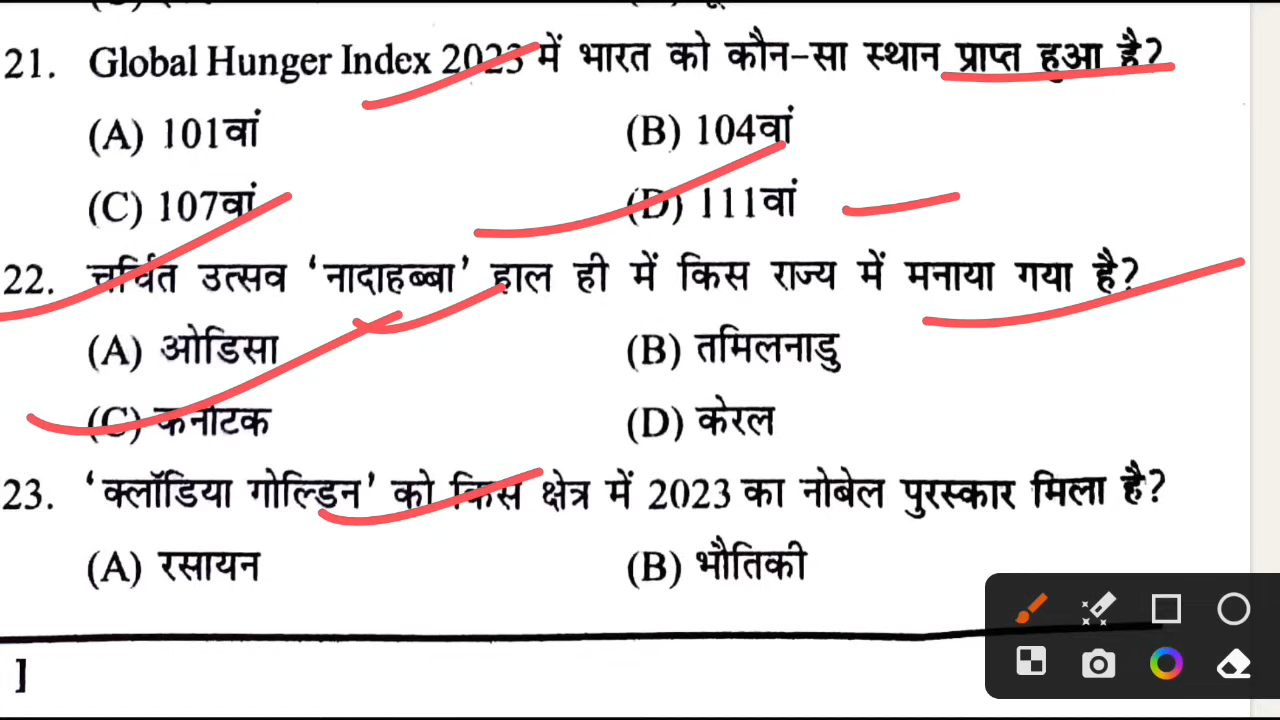 21. Global Hunger Index 2023 में भारत को कौन-सा स्थान प्राप्त हुआ है?
(A) 101वां (B) 104वां
(C) 107वां (D) 111वां
22. चर्चित उत्सव ‘नादाहब्बा’ हाल ही में किस राज्य में मनाया गया है?
(A) ओडिसा (B) तमिलनाडु
(C) कर्नाटक (D) केरल
23. ‘क्लॉडिया गोल्डिन’ को किस क्षेत्र में 2023 का नोबेल पुरस्कार मिला है?
(A) रसायन (B) भौतिकी
]